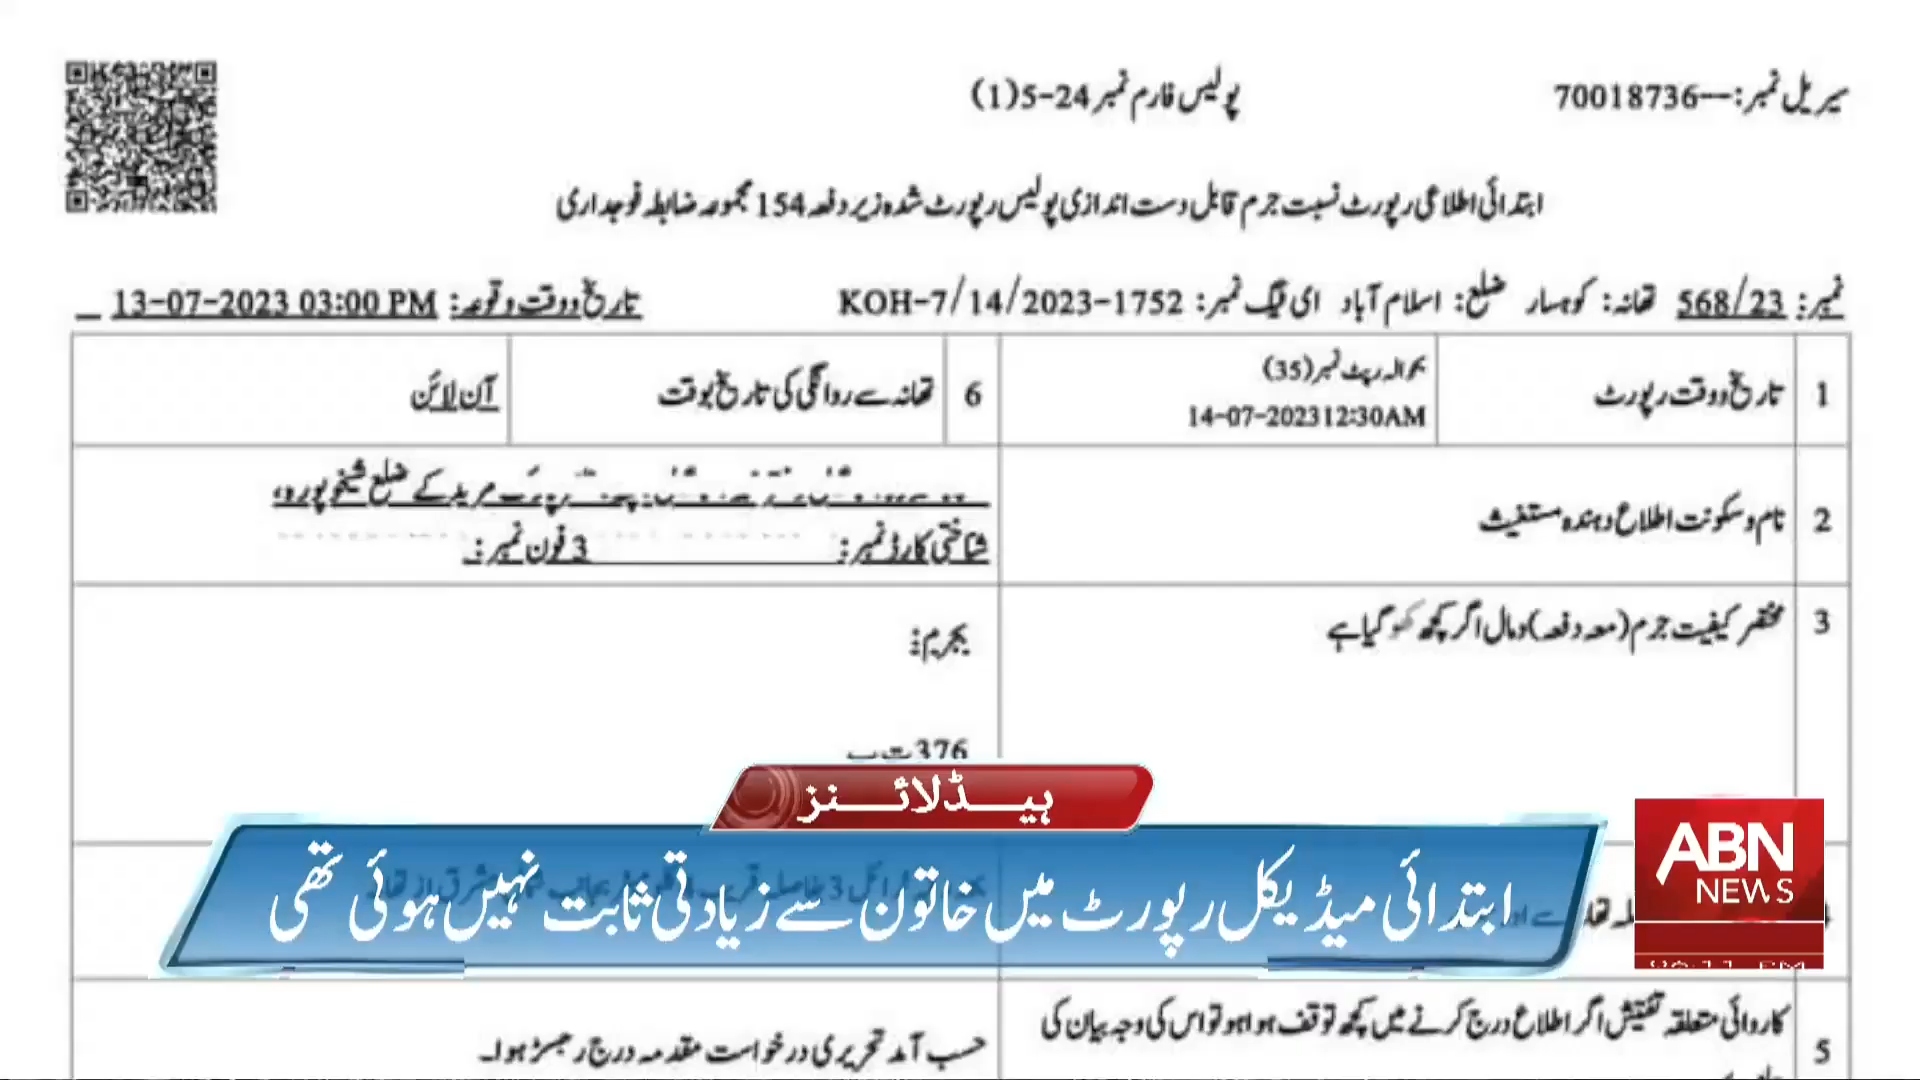 سیریل نمبر:—70018736
پولیس فارم نمبر 24-5(1)
ابتدائی اطلاعی رپورٹ نسبت جرم قابل دست اندازی پولیس رپورٹ شدہ زیر دفعہ 154 مجموعہ ضابطہ فوجداری
نمبر: 568/23 تھانہ: کوہسار ضلع: اسلام آباد ای ٹیگ نمبر: KOH-7/14/2023-1752 تاریخ و وقت وقوعہ: 13-07-2023 03:00 PM
1 تاریخ و وقت رپورٹ
بحوالہ رپٹ نمبر (35)
14-07-2023 12:30AM
6 تھانہ سے روانگی کی تاریخ بوقت
آن لائن
2 نام و سکونت اطلاع دہندہ مستغیث
مریدکے ضلع شیخوپورہ،
شناختی کارڈ نمبر: 3 فون نمبر:
3 مختصر کیفیت جرم (معہ دفعہ) و مال اگر کچھ کھو گیا ہے
بجرم:
376 ت پ
ہیڈلائنز
ابتدائی میڈیکل رپورٹ میں خاتون سے زیادتی ثابت نہیں ہوئی تھی
ABN
NEWS
5 کاروائی متعلقہ تفتیش اگر اطلاع درج کرنے میں کچھ توقف ہوا ہو تو اس کی وجہ بیان کی
حسب آمد تحریری درخواست مقدمہ درج رجسڑ ہوا۔